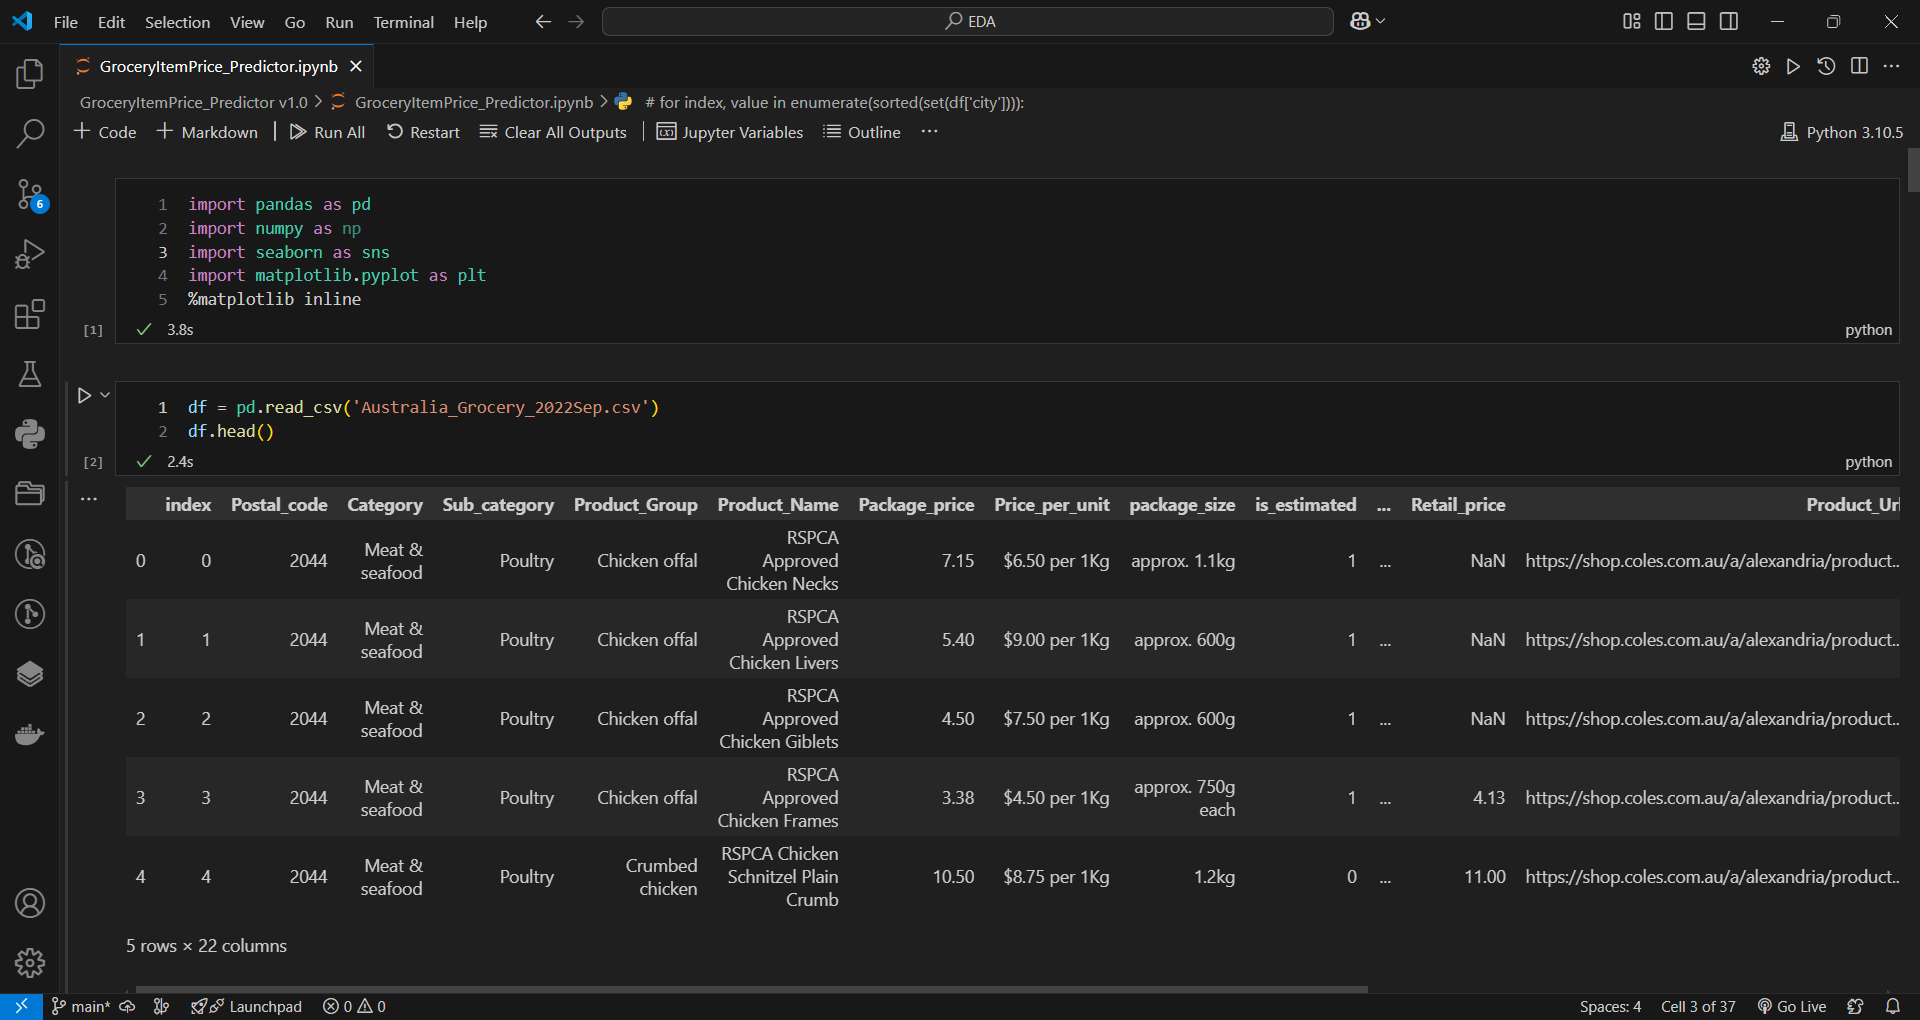 File Edit Selection View Go Run Terminal Help EDA
GroceryItemPrice_Predictor.ipynb
GroceryItemPrice_Predictor v1.0 > GroceryItemPrice_Predictor.ipynb > # for index, value in enumerate(sorted(set(df['city']))):
+ Code + Markdown Run All Restart Clear All Outputs Jupyter Variables Outline ...
Python 3.10.5
1 import pandas as pd
2 import numpy as np
3 import seaborn as sns
4 import matplotlib.pyplot as plt
5 %matplotlib inline
[1] 3.8s python
1 df = pd.read_csv('Australia_Grocery_2022Sep.csv')
2 df.head()
[2] 2.4s python
index Postal_code Category Sub_category Product_Group Product_Name Package_price Price_per_unit package_size is_estimated ... Retail_price Product_Url
0 0 2044 Meat & seafood Poultry Chicken offal RSPCA Approved Chicken Necks 7.15 $6.50 per 1Kg approx. 1.1kg 1 ... NaN https://shop.coles.com.au/a/alexandria/product...
1 1 2044 Meat & seafood Poultry Chicken offal RSPCA Approved Chicken Livers 5.40 $9.00 per 1Kg approx. 600g 1 ... NaN https://shop.coles.com.au/a/alexandria/product...
2 2 2044 Meat & seafood Poultry Chicken offal RSPCA Approved Chicken Giblets 4.50 $7.50 per 1Kg approx. 600g 1 ... NaN https://shop.coles.com.au/a/alexandria/product...
3 3 2044 Meat & seafood Poultry Chicken offal RSPCA Approved Chicken Frames 3.38 $4.50 per 1Kg approx. 750g each 1 ... 4.13 https://shop.coles.com.au/a/alexandria/product...
4 4 2044 Meat & seafood Poultry Crumbed chicken RSPCA Chicken Schnitzel Plain Crumb 10.50 $8.75 per 1Kg 1.2kg 0 ... 11.00 https://shop.coles.com.au/a/alexandria/product...
5 rows × 22 columns
6
main* Launchpad 0 0 Spaces: 4 Cell 3 of 37 Go Live